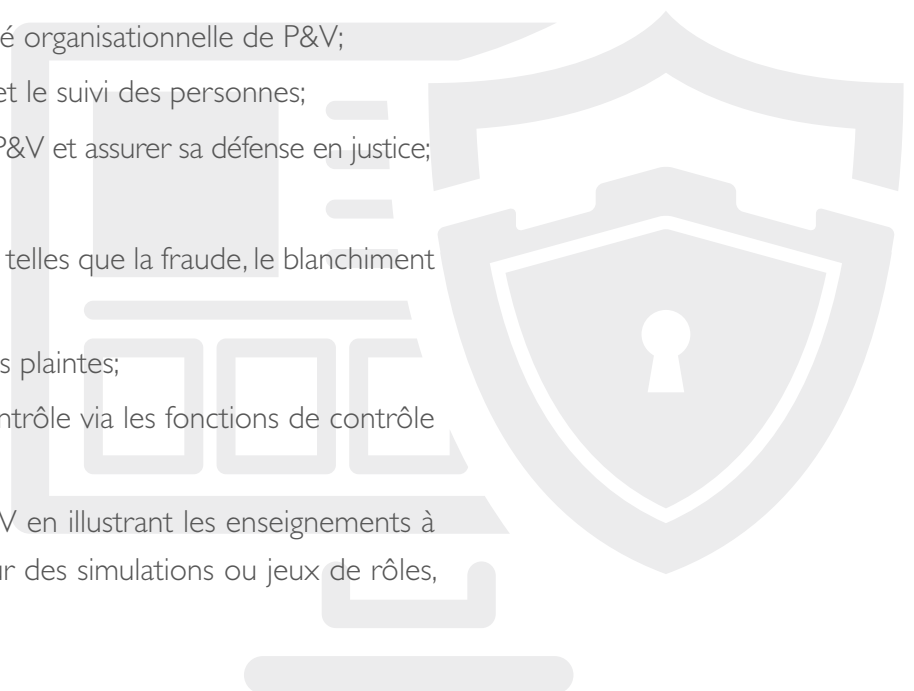 é organisationnelle de P&V;
et le suivi des personnes;
P&V et assurer sa défense en justice;
telles que la fraude, le blanchiment
s plaintes;
ntrôle via les fonctions de contrôle
V en illustrant les enseignements à
ur des simulations ou jeux de rôles,